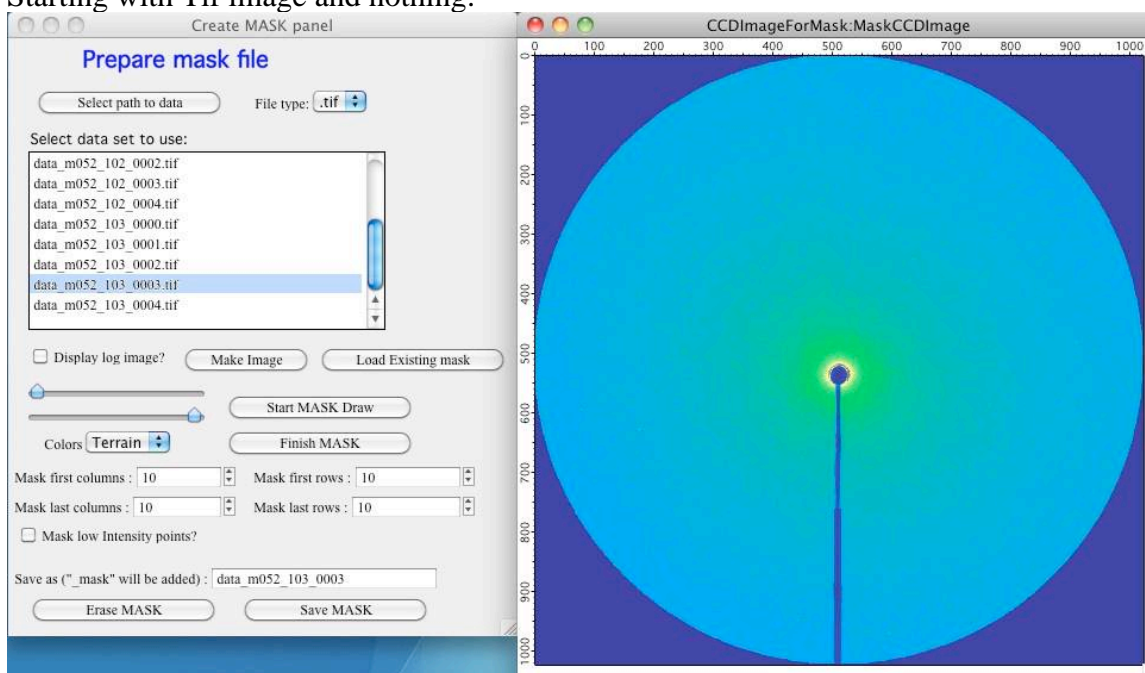 Starting with Tif image and nothing:
Create MASK panel
Prepare mask file
Select path to data
File type: .tif
Select data set to use:
data_m052_102_0002.tif
data_m052_102_0003.tif
data_m052_102_0004.tif
data_m052_103_0000.tif
data_m052_103_0001.tif
data_m052_103_0002.tif
data_m052_103_0003.tif
data_m052_103_0004.tif
Display log image? Make Image Load Existing mask
Start MASK Draw
Colors Terrain Finish MASK
Mask first columns : 10 Mask first rows : 10
Mask last columns : 10 Mask last rows : 10
Mask low Intensity points?
Save as ("_mask" will be added) : data_m052_103_0003
Erase MASK Save MASK
CCDImageForMask:MaskCCDImage
0 100 200 300 400 500 600 700 800 900 1000
0
100
200
300
400
500
600
700
800
900
1000